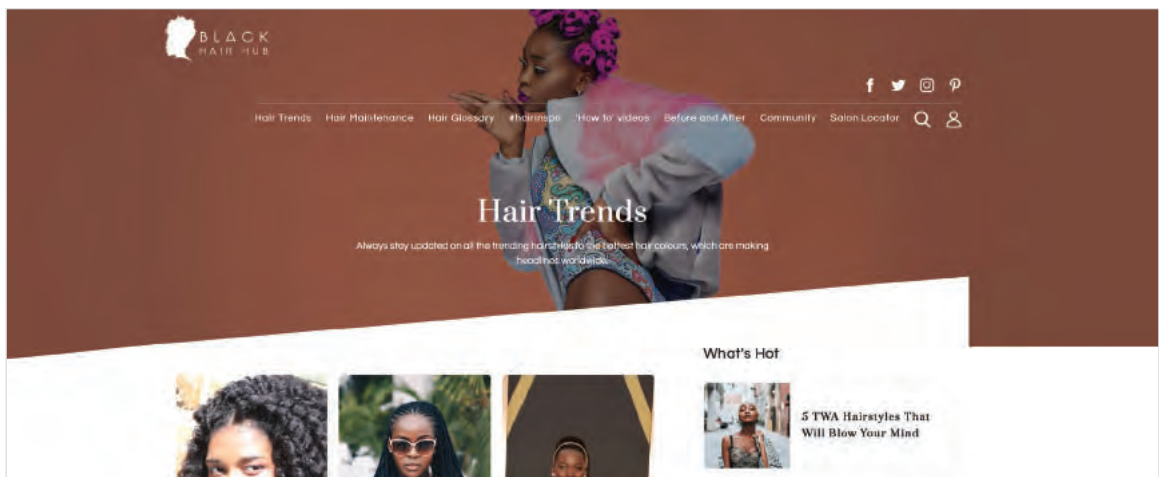 BLACK
HAIR HUB
Hair Trends Hair Maintenance Hair Glossary #hairinspo 'How to' videos Before and After Community Salon Locator
Hair Trends
Always stay updated on all the trending hairstyles to the hottest hair colours, which are making
headlines worldwide.
What's Hot
5 TWA Hairstyles That
Will Blow Your Mind